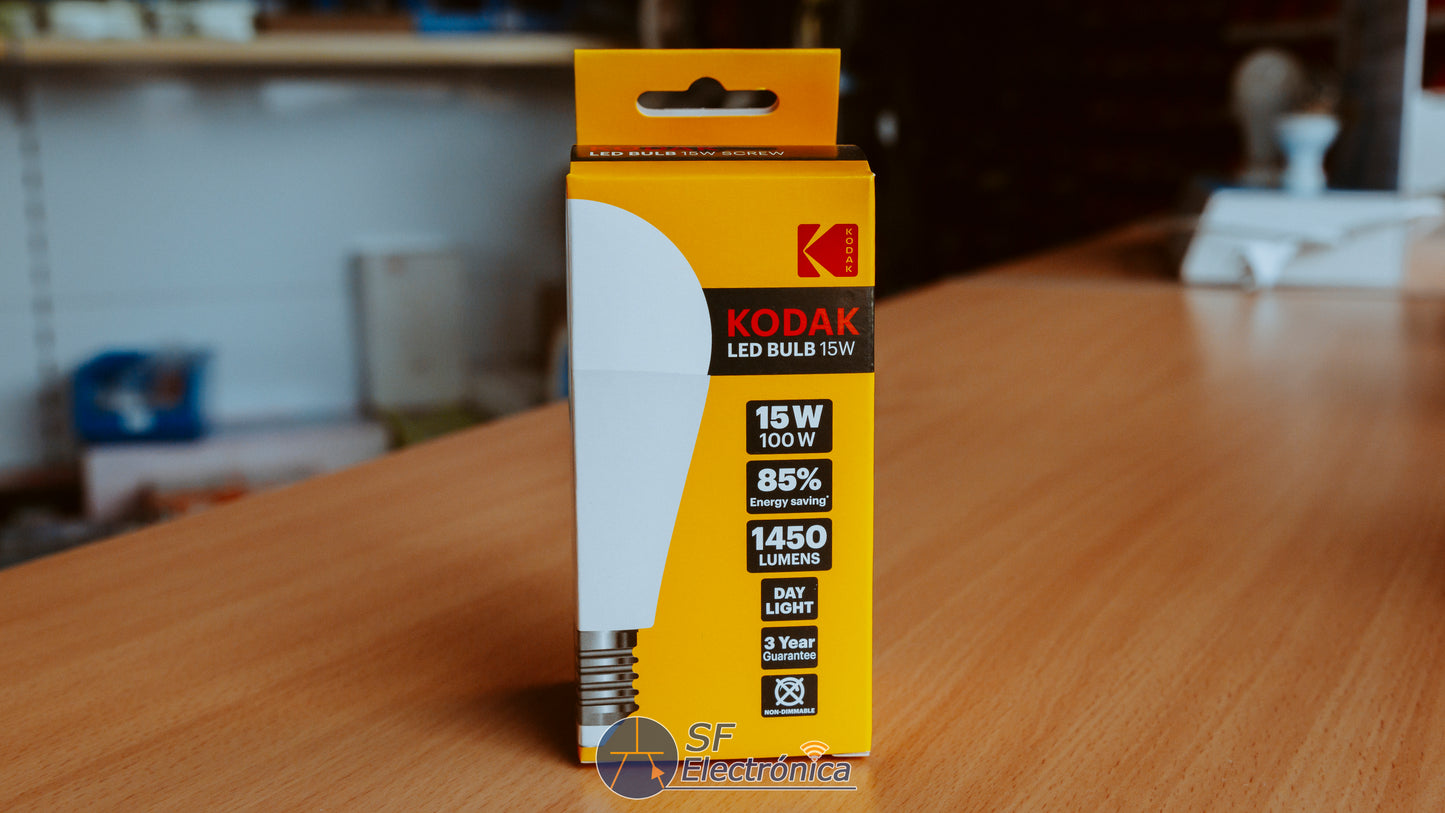 LED BULB 15W SCREW
KODAK
KODAK
LED BULB 15W
15W
100 W
85%
Energy saving*
1450
LUMENS
DAY
LIGHT
3 Year
Guarantee
NON-DIMMABLE
SF
Electrónica